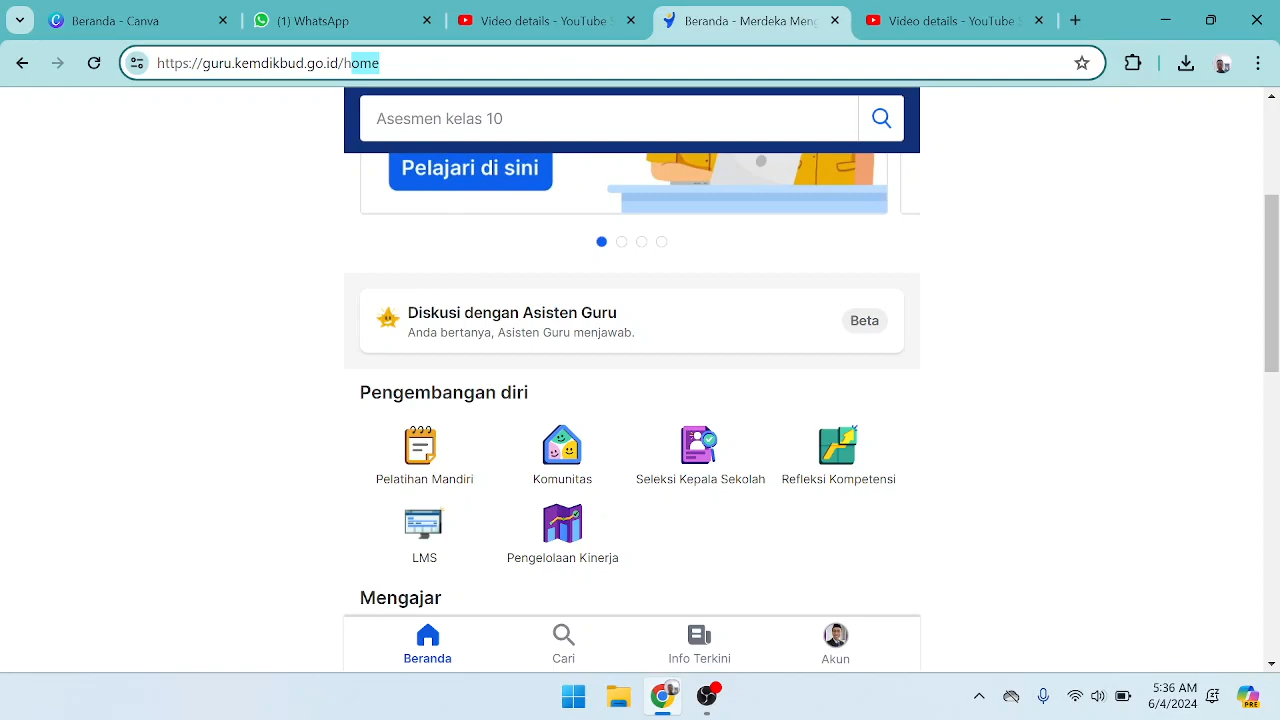 Beranda - Canva
(1) WhatsApp
Video details - YouTube S
Beranda - Merdeka Meng
Video details - YouTube S
https://guru.kemdikbud.go.id/home
Asesmen kelas 10
Pelajari di sini
Diskusi dengan Asisten Guru
Anda bertanya, Asisten Guru menjawab.
Beta
Pengembangan diri
Pelatihan Mandiri
Komunitas
Seleksi Kepala Sekolah
Refleksi Kompetensi
LMS
Pengelolaan Kinerja
Mengajar
Beranda
Cari
Info Terkini
Akun
5:36 AM
6/4/2024
PRE